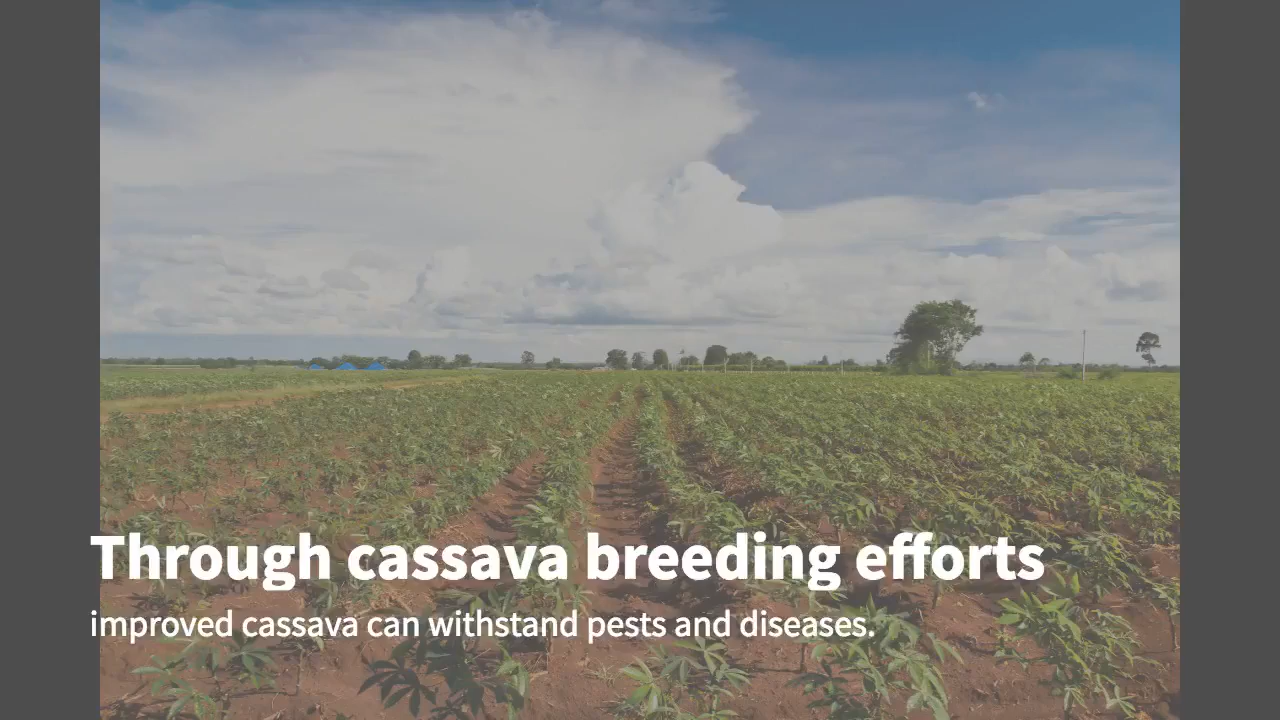 Through cassava breeding efforts
improved cassava can withstand pests and diseases.